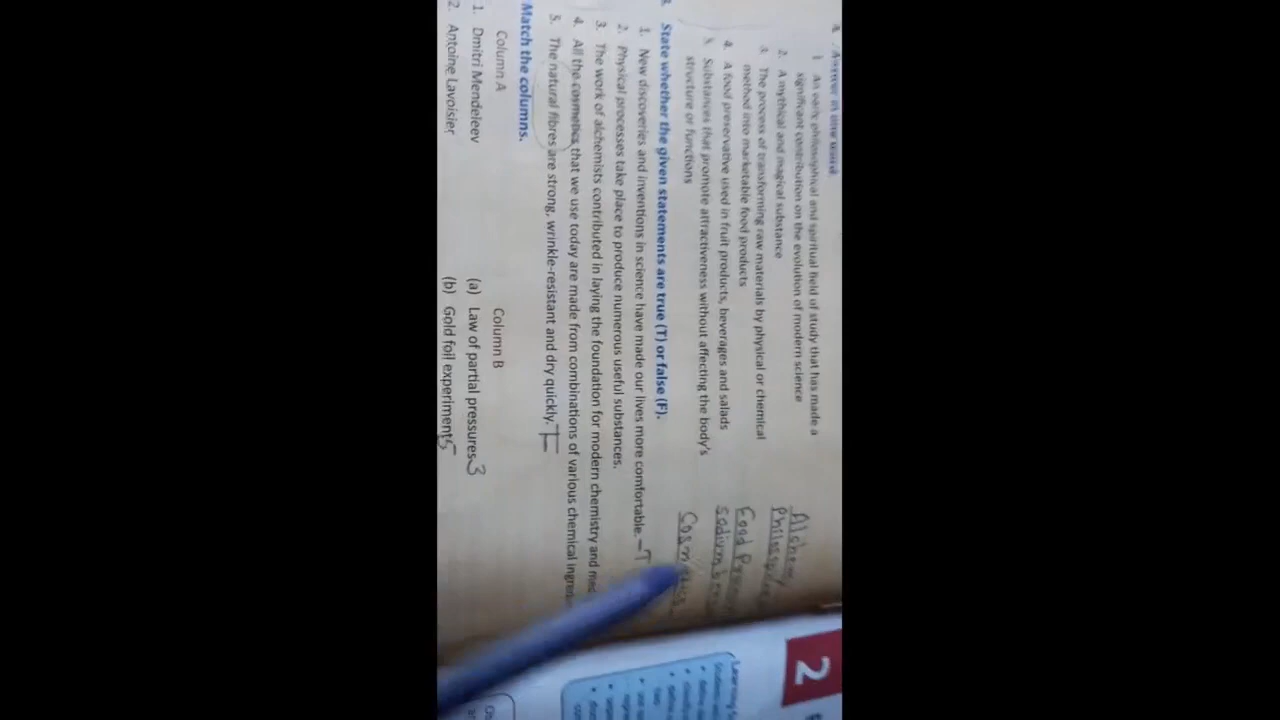 A. Answer in one word.
1. An early philosophical and spiritual field of study that has made a
significant contribution on the evolution of modern science
Alchemy
2. A mythical and magical substance
3. The process of transforming raw materials by physical or chemical
method into marketable food products
Food
4. A food preservative used in fruit products, beverages and salads
Sodium
5. Substances that promote attractiveness without affecting the body's
structure or functions
Cosmetics
State whether the given statements are true (T) or false (F).
1. New discoveries and inventions in science have made our lives more comfortable. - T
2. Physical processes take place to produce numerous useful substances.
3. The work of alchemists contributed in laying the foundation for modern chemistry and
4. All the cosmetics that we use today are made from combinations of various chemical
5. The natural fibres are strong, wrinkle-resistant and dry quickly. F
Match the columns.
Column A Column B
1. Dmitri Mendeleev (a) Law of partial pressures 3
2. Antoine Lavoisier (b) Gold foil experiment 5
2